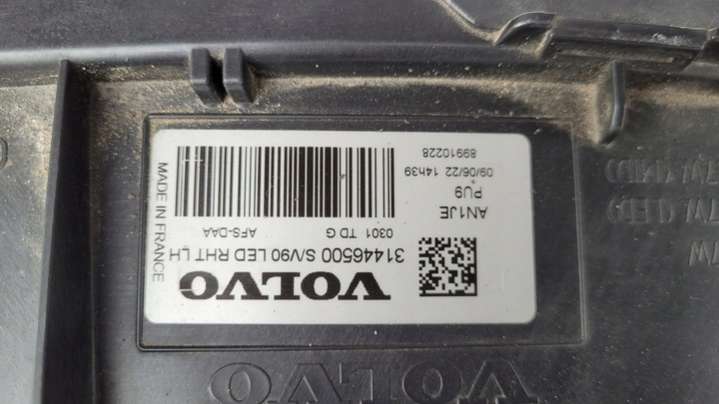 VOLVO
VOLVO
31446500 S/V90 LED RHT LH
0301 TD G AFS-DAA
AN1JE
PU9
09/06/22 14h39
89910228
MADE IN FRANCE